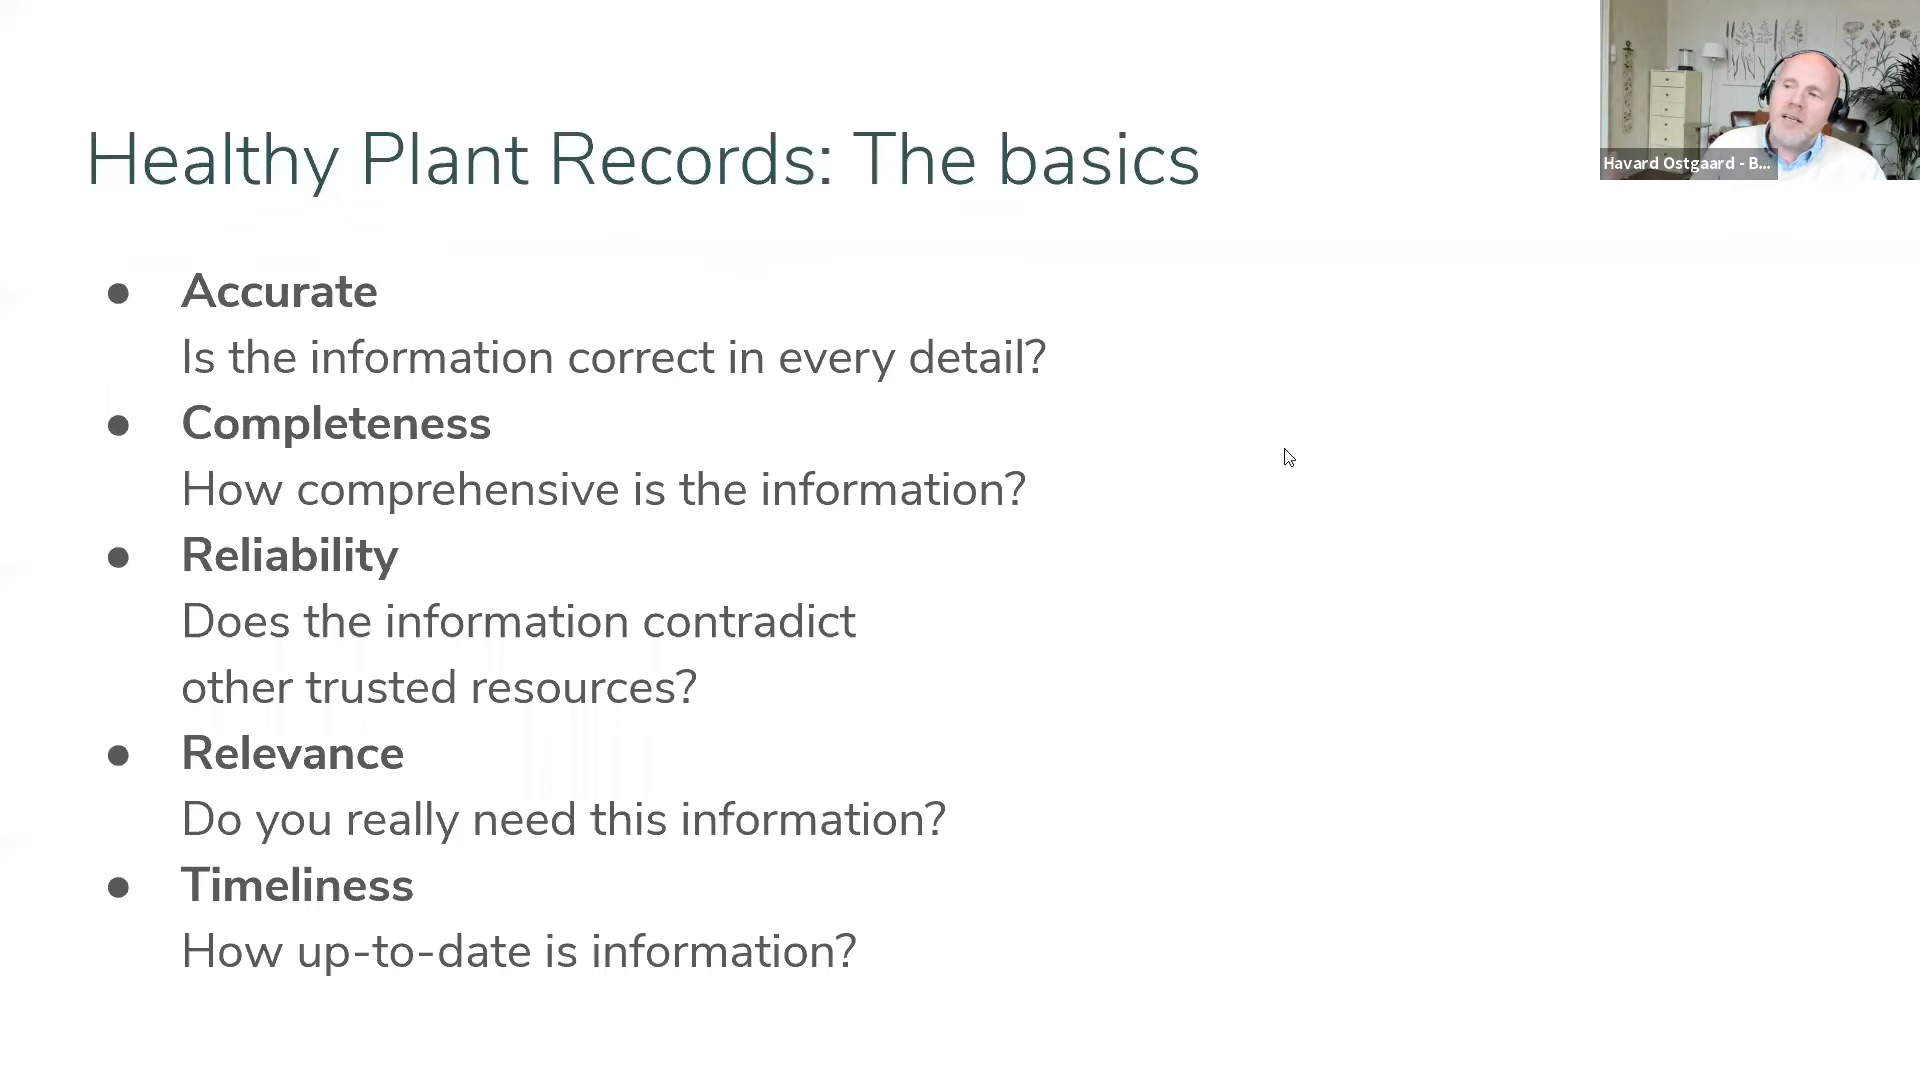 Healthy Plant Records: The basics
Havard Ostgaard - B...
● Accurate
Is the information correct in every detail?
● Completeness
How comprehensive is the information?
● Reliability
Does the information contradict
other trusted resources?
● Relevance
Do you really need this information?
● Timeliness
How up-to-date is information?